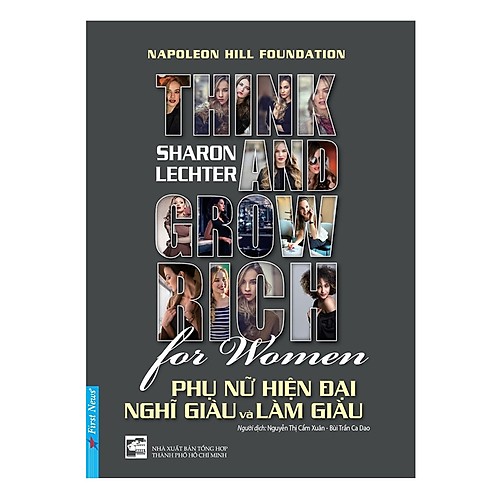 NAPOLEON HILL FOUNDATION
THINK
SHARON
LECHTER
AND
GROW
RICH
for Women
PHỤ NỮ HIỆN ĐẠI
NGHĨ GIÀU và LÀM GIÀU
Người dịch: Nguyễn Thị Cẩm Xuân - Bùi Trần Ca Dao
First News
NHÀ XUẤT BẢN TỔNG HỢP
THÀNH PHỐ HỒ CHÍ MINH